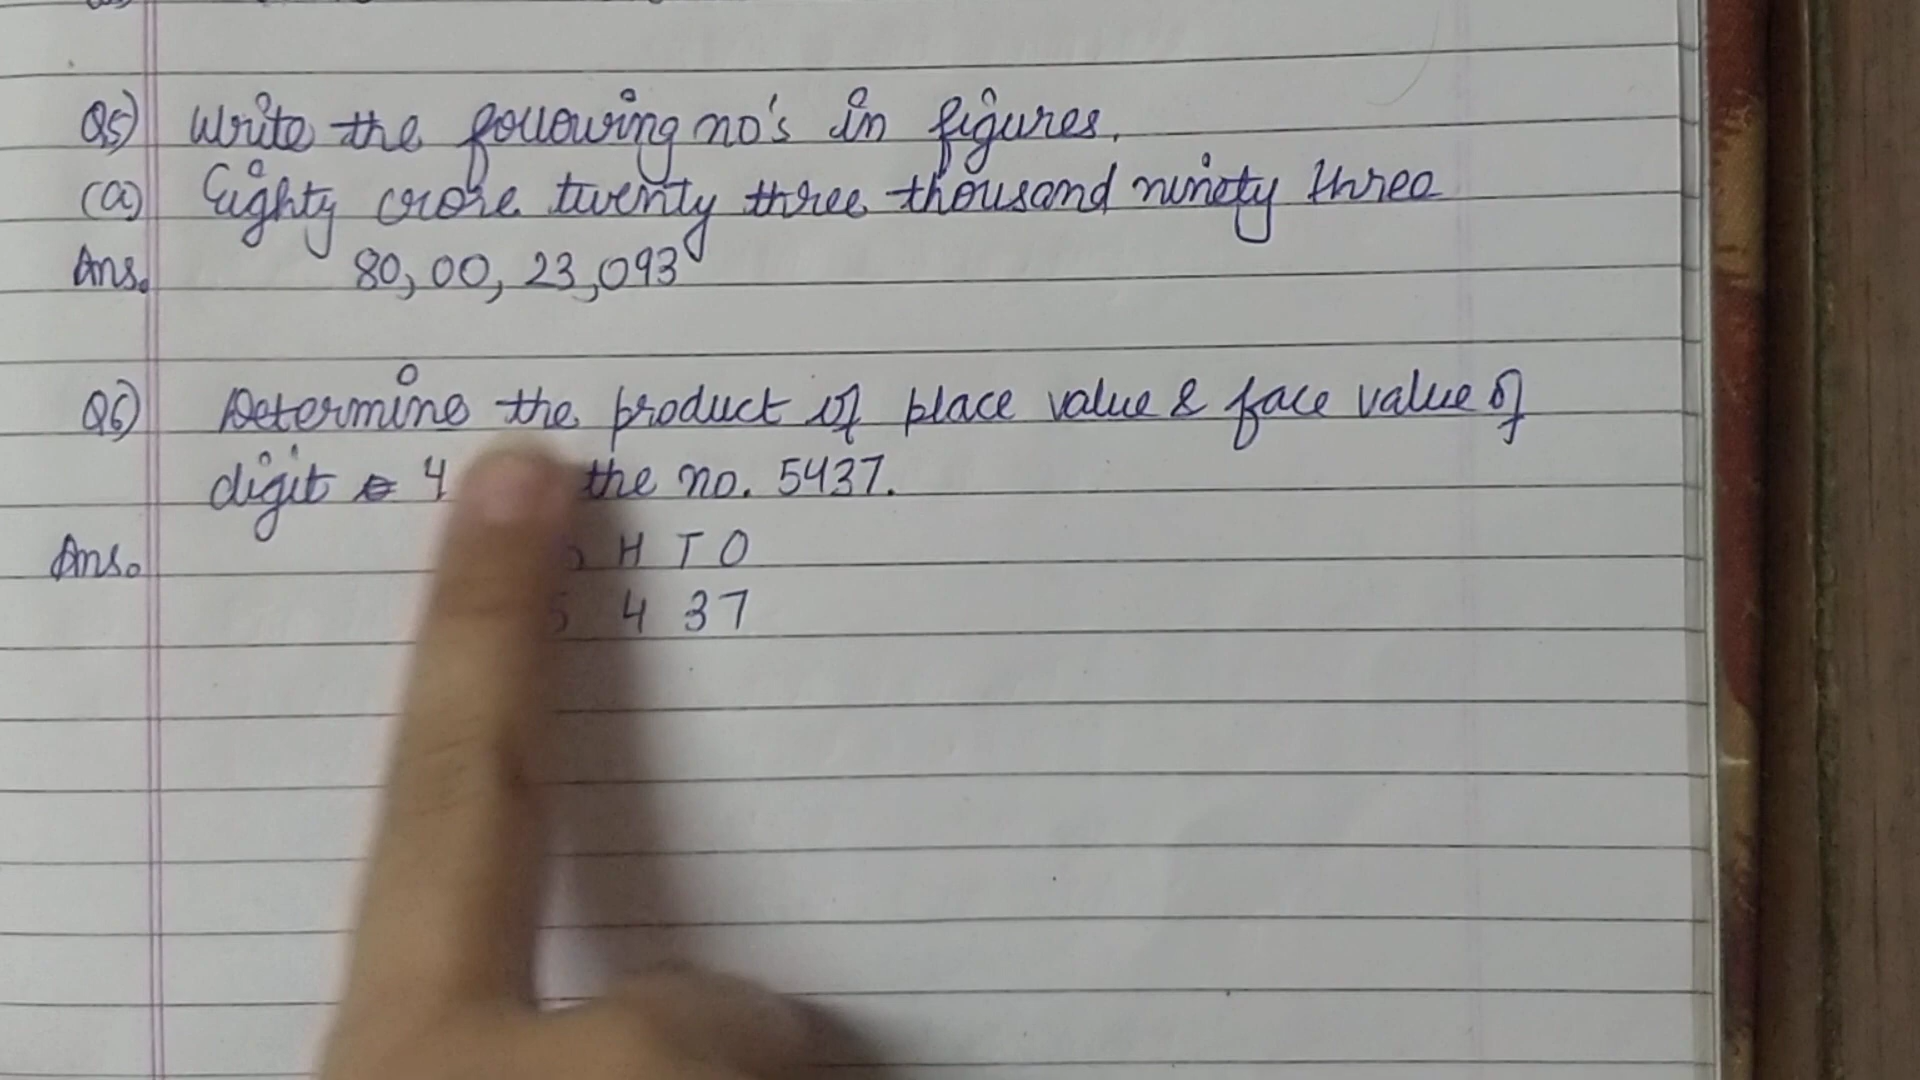 Q5) Write the following no's in figures.
(a) Eighty crore twenty three thousand ninety three
Ans. 80,00,23,093
Q6) Determine the product of place value & face value of
digit 4 the no. 5437.
Ans. H T O
5 4 3 7